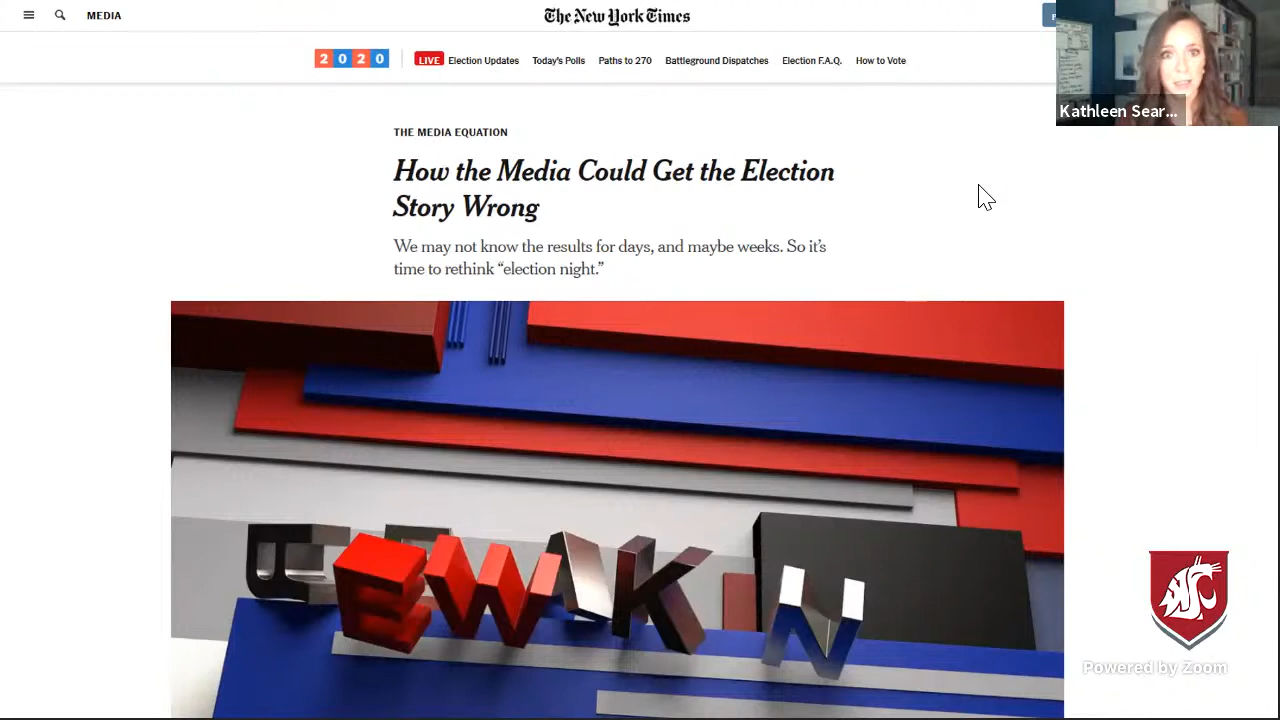 MEDIA
The New York Times
2020
LIVE Election Updates Today's Polls Paths to 270 Battleground Dispatches Election F.A.Q. How to Vote
Kathleen Sear...
THE MEDIA EQUATION
How the Media Could Get the Election
Story Wrong
We may not know the results for days, and maybe weeks. So it's
time to rethink “election night.”
Powered by Zoom